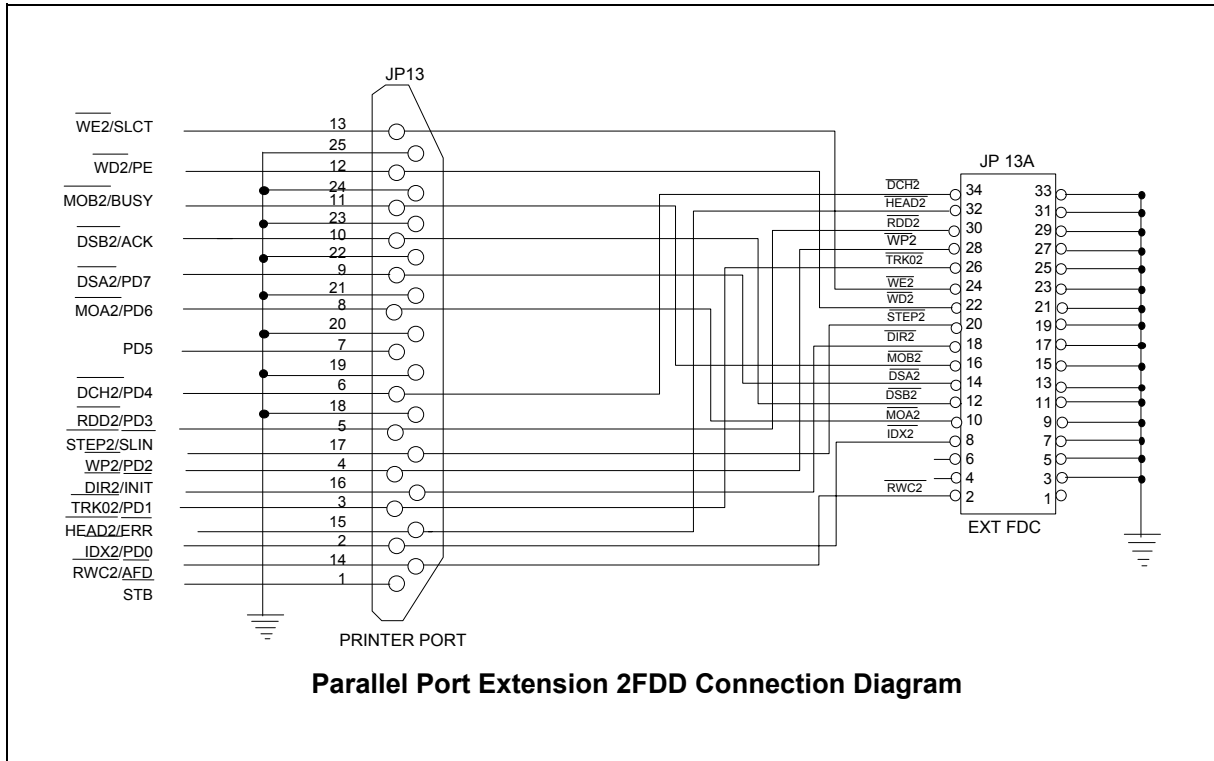 JP13
WE2/SLCT
13
25
WD2/PE
12
24
MOB2/BUSY
11
23
DSB2/ACK
10
22
DSA2/PD7
9
21
MOA2/PD6
8
20
PD5
7
19
DCH2/PD4
6
18
RDD2/PD3
5
STEP2/SLIN
17
WP2/PD2
4
DIR2/INIT
16
TRK02/PD1
3
HEAD2/ERR
15
IDX2/PD0
2
RWC2/AFD
14
STB
1
PRINTER PORT
JP 13A
DCH2 34 33
HEAD2 32 31
RDD2 30 29
WP2 28 27
TRK02 26 25
WE2 24 23
WD2 22 21
STEP2 20 19
DIR2 18 17
MOB2 16 15
DSA2 14 13
DSB2 12 11
MOA2 10 9
IDX2 8 7
6 5
4 3
RWC2 2 1
EXT FDC
Parallel Port Extension 2FDD Connection Diagram